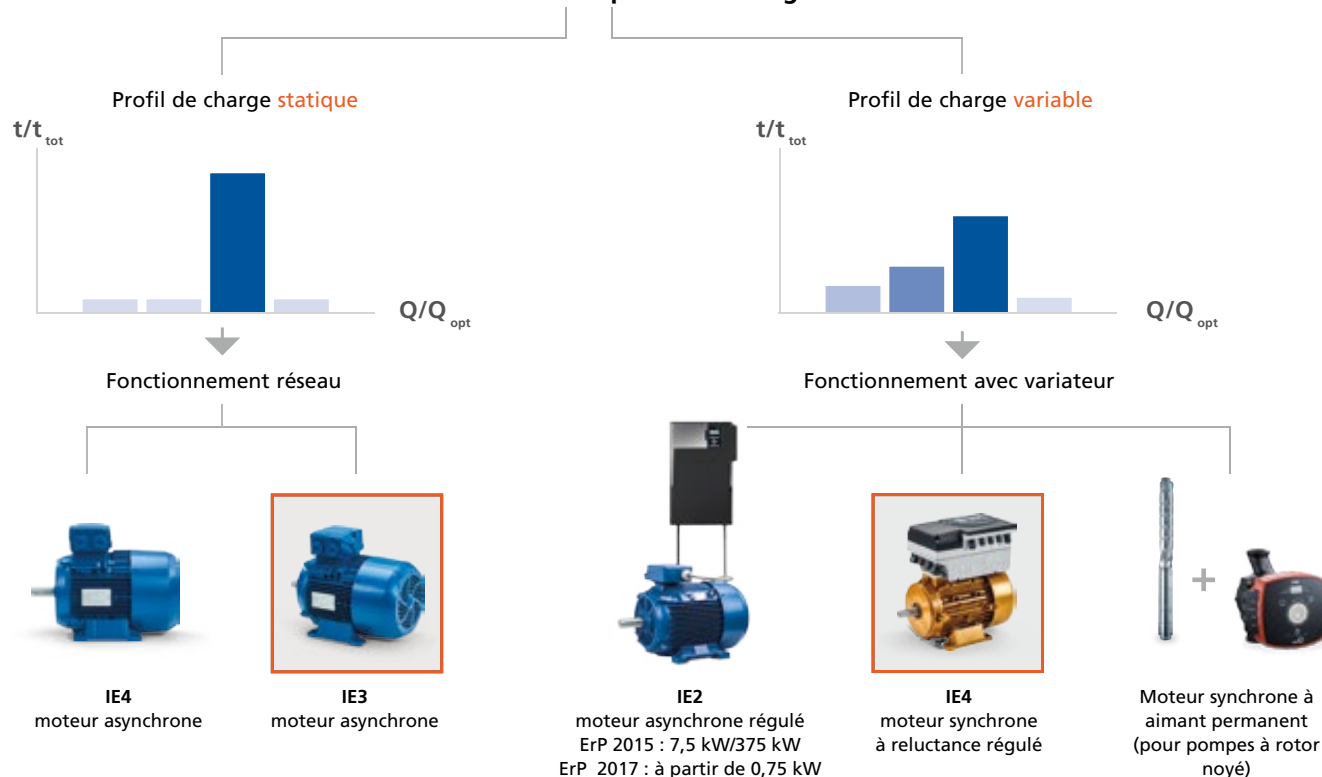 Profil de charge statique
t/t tot
Q/Q opt
Fonctionnement réseau
IE4
moteur asynchrone
IE3
moteur asynchrone
Profil de charge variable
t/t tot
Q/Q opt
Fonctionnement avec variateur
IE2
moteur asynchrone régulé
ErP 2015 : 7,5 kW/375 kW
ErP 2017 : à partir de 0,75 kW
IE4
moteur synchrone
à reluctance régulé
Moteur synchrone à
aimant permanent
(pour pompes à rotor
noyé)